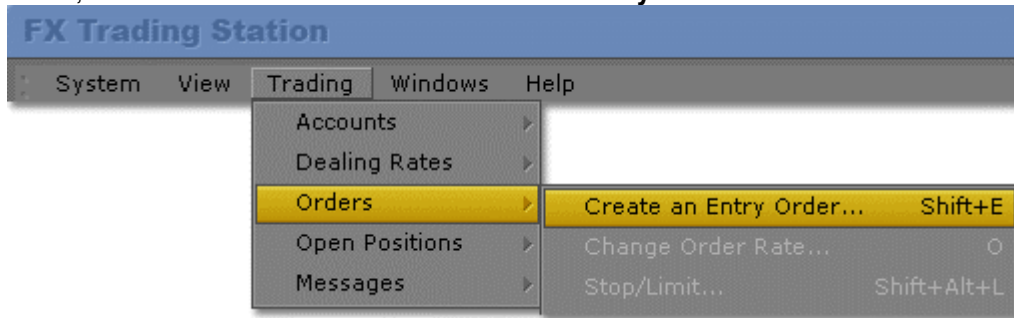 FX Trading Station
System View Trading Windows Help
Accounts
Dealing Rates
Orders
Create an Entry Order... Shift+E
Open Positions
Change Order Rate... O
Messages
Stop/Limit... Shift+Alt+L